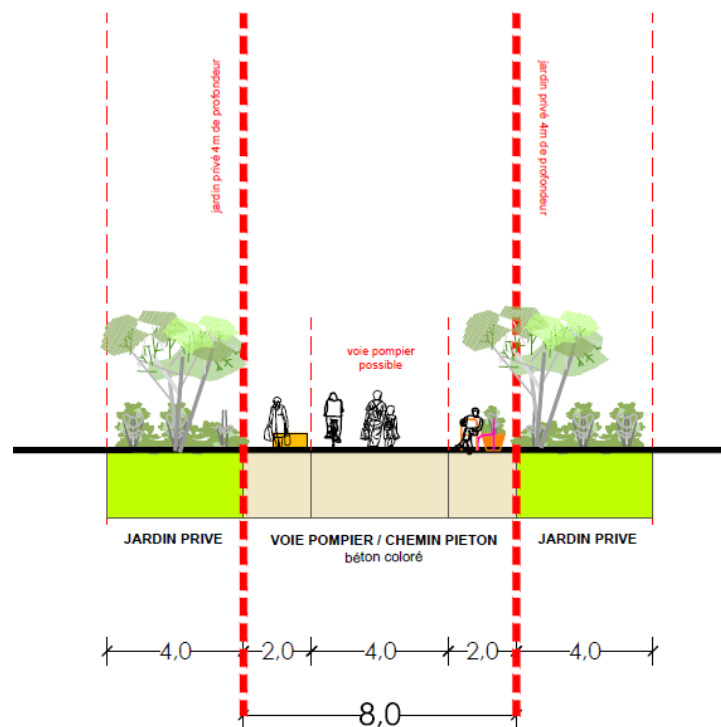 jardin privé 4m de profondeur
jardin privé 4m de profondeur
voie pompier
possible
JARDIN PRIVE
VOIE POMPIER / CHEMIN PIETON
béton coloré
JARDIN PRIVE
4,0
2,0
4,0
2,0
4,0
8,0